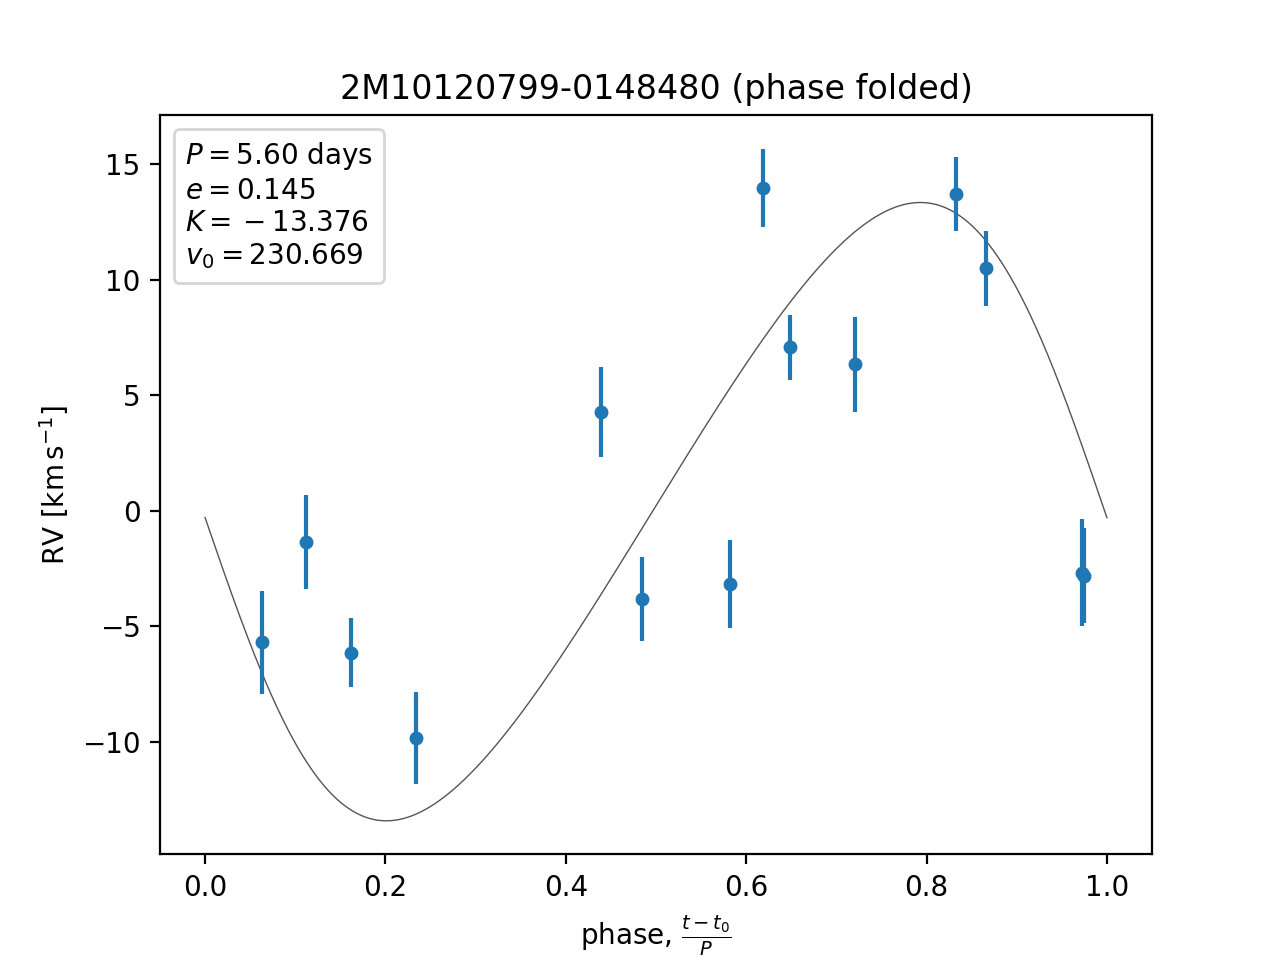 2M10120799-0148480 (phase folded)
P = 5.60 days
e = 0.145
K = −13.376
v₀ = 230.669
15
10
5
0
−5
−10
RV [km s⁻¹]
0.0 0.2 0.4 0.6 0.8 1.0
phase, (t − t₀)/P